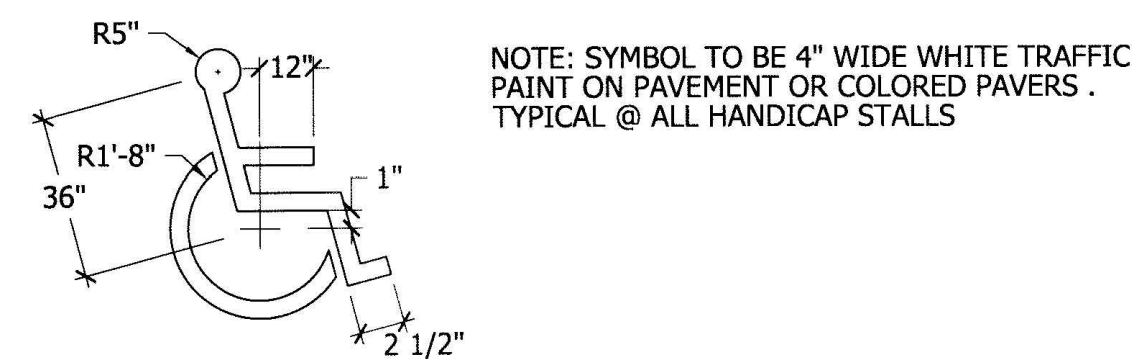 R5"
12"
NOTE: SYMBOL TO BE 4" WIDE WHITE TRAFFIC
PAINT ON PAVEMENT OR COLORED PAVERS .
TYPICAL @ ALL HANDICAP STALLS
R1'-8"
1"
36"
2 1/2"